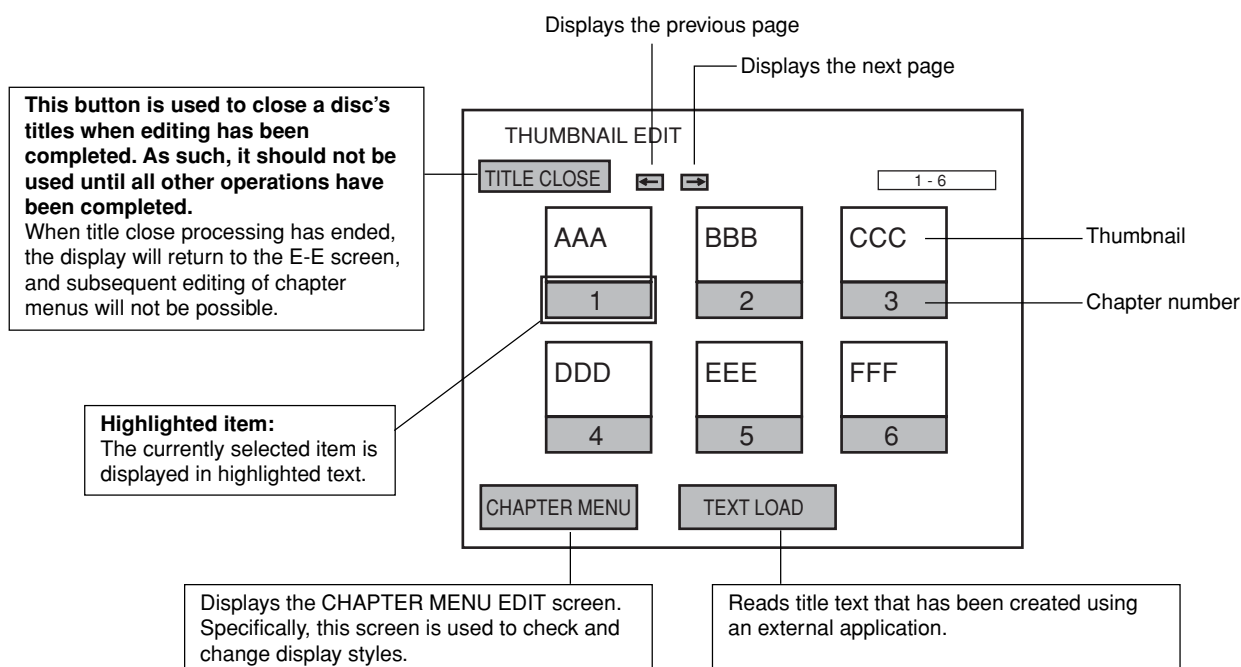 Displays the previous page
Displays the next page
This button is used to close a disc's
titles when editing has been
completed. As such, it should not be
used until all other operations have
been completed.
When title close processing has ended,
the display will return to the E-E screen,
and subsequent editing of chapter
menus will not be possible.
THUMBNAIL EDIT
TITLE CLOSE
1 - 6
AAA
BBB
CCC
Thumbnail
1
2
3
Chapter number
DDD
EEE
FFF
4
5
6
Highlighted item:
The currently selected item is
displayed in highlighted text.
CHAPTER MENU
TEXT LOAD
Displays the CHAPTER MENU EDIT screen.
Specifically, this screen is used to check and
change display styles.
Reads title text that has been created using
an external application.